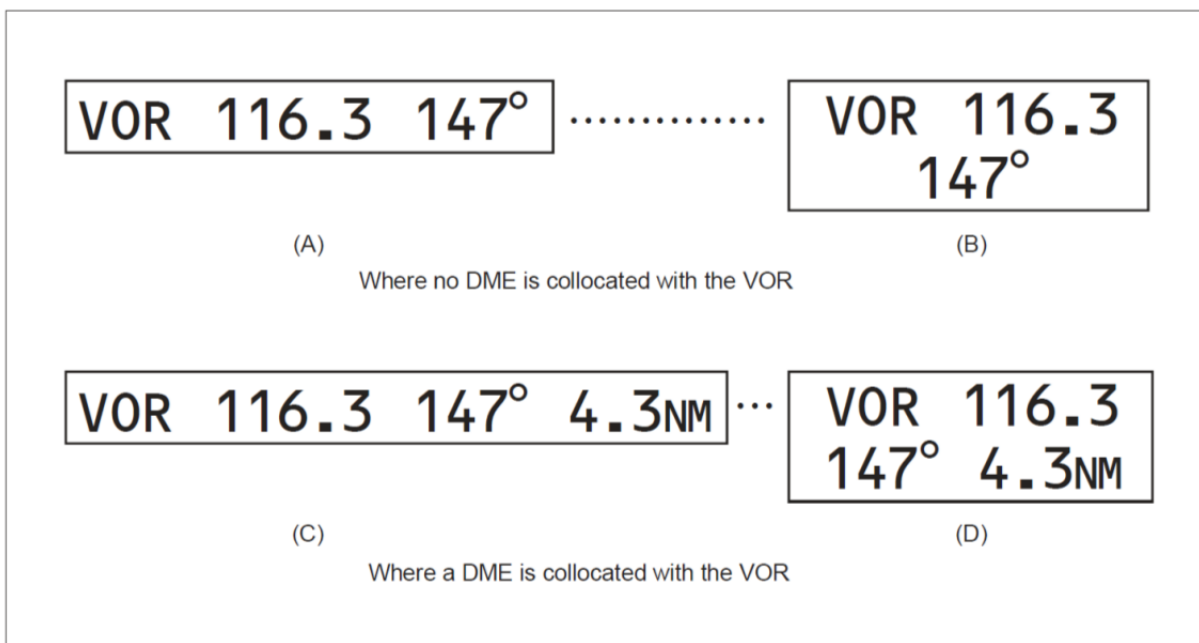 VOR 116.3 147° .............. VOR 116.3
147°
(A) (B)
Where no DME is collocated with the VOR
VOR 116.3 147° 4.3NM ... VOR 116.3
147° 4.3NM
(C) (D)
Where a DME is collocated with the VOR